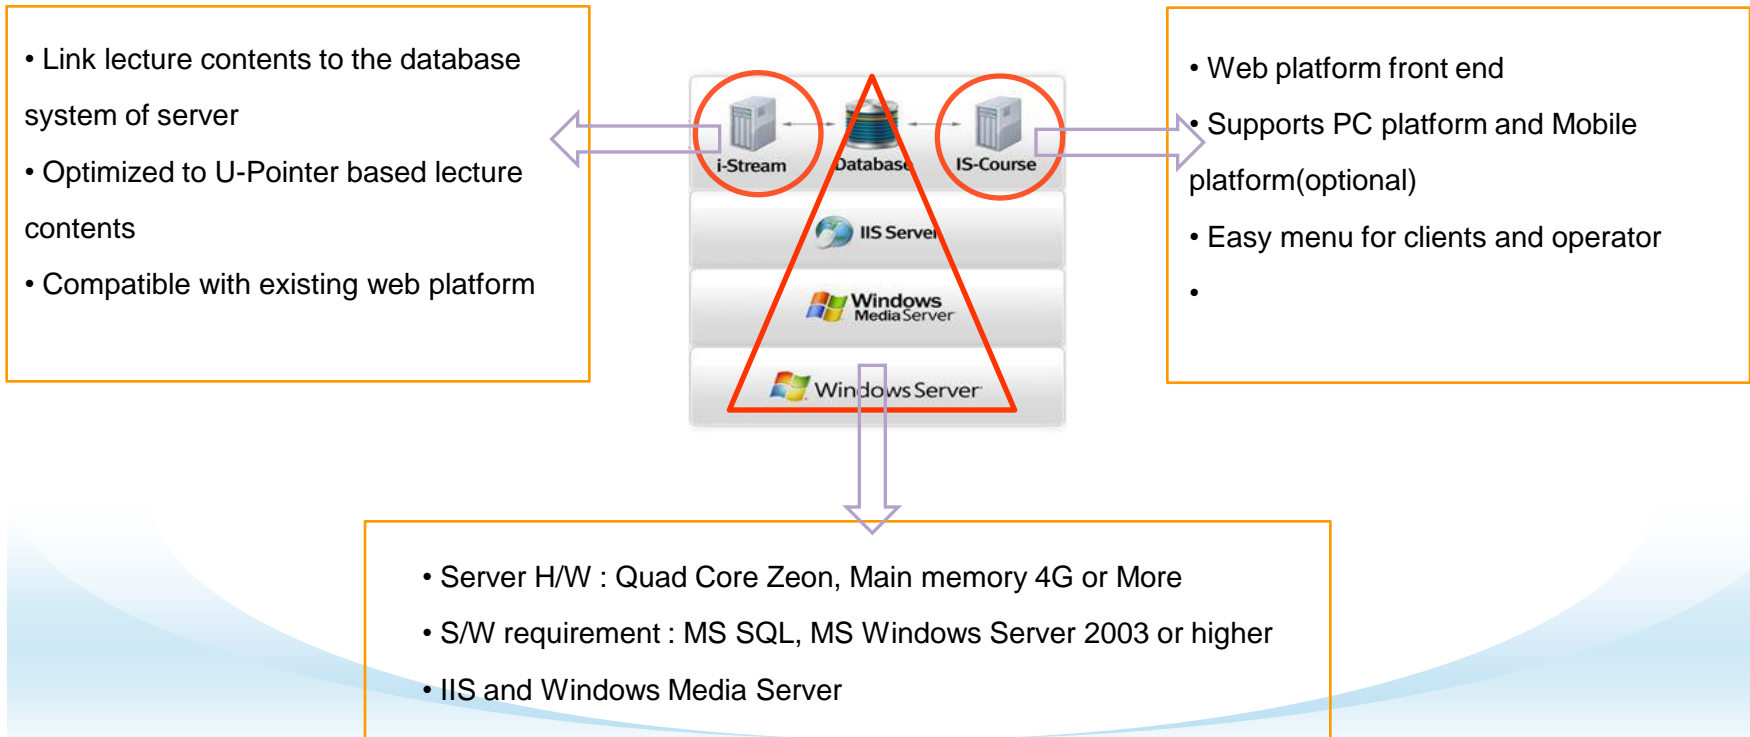 • Link lecture contents to the database
system of server
• Optimized to U-Pointer based lecture
contents
• Compatible with existing web platform
i-Stream
Database
IS-Course
IIS Server
Windows
Media Server
Windows Server
• Web platform front end
• Supports PC platform and Mobile
platform(optional)
• Easy menu for clients and operator
•
• Server H/W : Quad Core Zeon, Main memory 4G or More
• S/W requirement : MS SQL, MS Windows Server 2003 or higher
• IIS and Windows Media Server